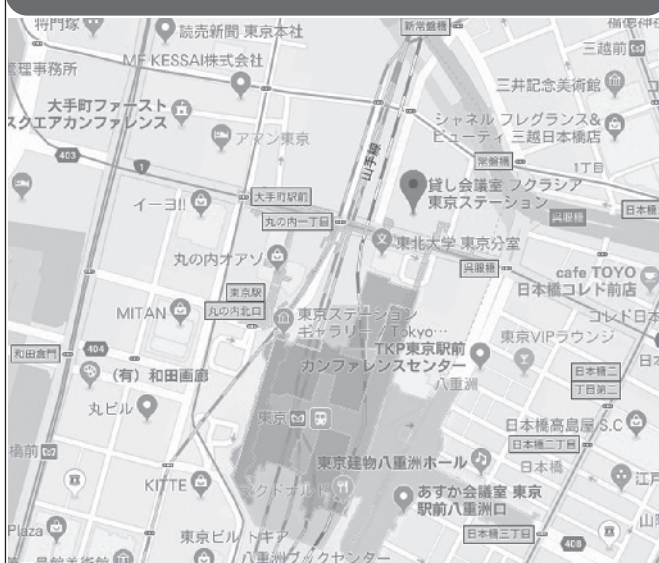 将門塚
読売新聞 東京本社
新常盤橋
三越前
管理事務所
MF KESSAI株式会社
三井記念美術館
大手町ファースト
スクエアカンファレンス
シャネル フレグランス&
ビューティ 三越日本橋店
アマン東京
山手線
常盤橋
1丁目
403
1
貸し会議室 フクラシア
東京ステーション
イーヨ!!
大手町駅前
丸の内一丁目
呉服橋
日本橋
東北大学 東京分室
丸の内オアゾ
呉服橋
cafe TOYO
日本橋コレド前店
東京駅
丸の内北口
MITAN
東京ステーション
ギャラリー / Tokyo…
コレド日本
東京VIPラウンジ
和田倉門
404
TKP東京駅前
カンファレンスセンター
八重洲
(有) 和田画廊
日本橋二
丁目第二
丸ビル
東京
日本橋高島屋 S.C
日本橋二丁目
橋前
東京建物八重洲ホール
日本橋
KITTE
あすか会議室 東京
駅前八重洲口
Plaza
東京ビル トキア
日本橋三丁目
408
八重洲ブックセンター